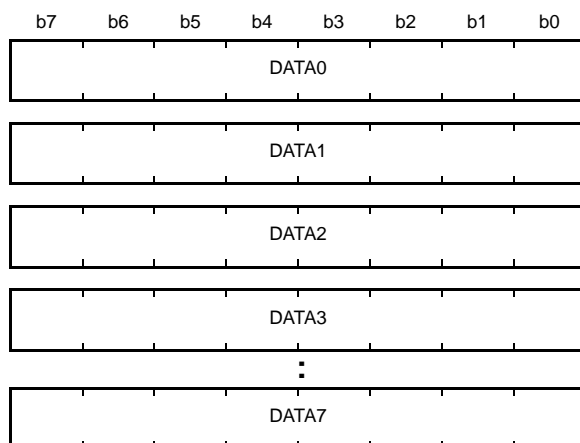 b7 b6 b5 b4 b3 b2 b1 b0
DATA0
DATA1
DATA2
DATA3
:
DATA7